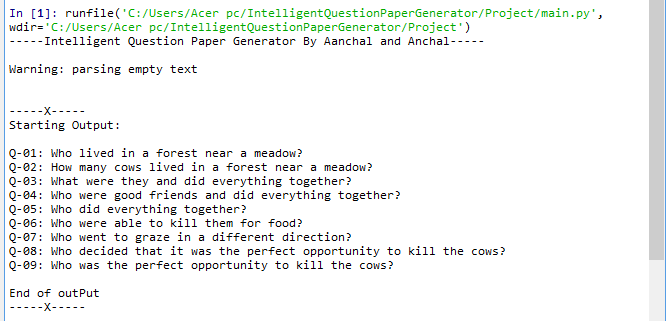 In [1]: runfile('C:/Users/Acer pc/IntelligentQuestionPaperGenerator/Project/main.py',
wdir='C:/Users/Acer pc/IntelligentQuestionPaperGenerator/Project')
-----Intelligent Question Paper Generator By Aanchal and Anchal-----
Warning: parsing empty text
-----X-----
Starting Output:
Q-01: Who lived in a forest near a meadow?
Q-02: How many cows lived in a forest near a meadow?
Q-03: What were they and did everything together?
Q-04: Who were good friends and did everything together?
Q-05: Who did everything together?
Q-06: Who were able to kill them for food?
Q-07: Who went to graze in a different direction?
Q-08: Who decided that it was the perfect opportunity to kill the cows?
Q-09: Who was the perfect opportunity to kill the cows?
End of outPut
-----X-----